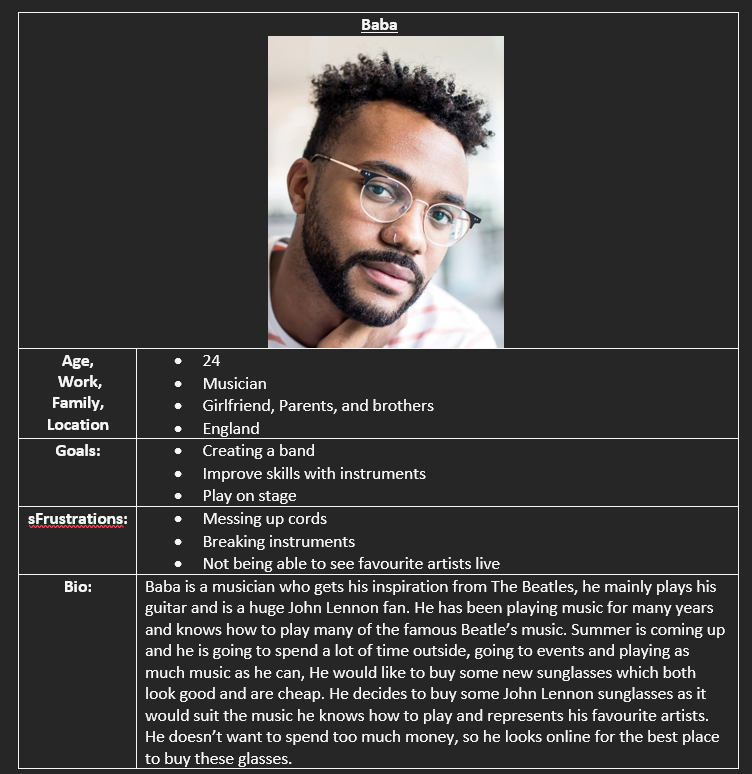 Baba
Age,
Work,
Family,
Location
• 24
• Musician
• Girlfriend, Parents, and brothers
• England
Goals:
• Creating a band
• Improve skills with instruments
• Play on stage
sFrustrations:
• Messing up cords
• Breaking instruments
• Not being able to see favourite artists live
Bio:
Baba is a musician who gets his inspiration from The Beatles, he mainly plays his
guitar and is a huge John Lennon fan. He has been playing music for many years
and knows how to play many of the famous Beatle’s music. Summer is coming up
and he is going to spend a lot of time outside, going to events and playing as
much music as he can, He would like to buy some new sunglasses which both
look good and are cheap. He decides to buy some John Lennon sunglasses as it
would suit the music he knows how to play and represents his favourite artists.
He doesn’t want to spend too much money, so he looks online for the best place
to buy these glasses.